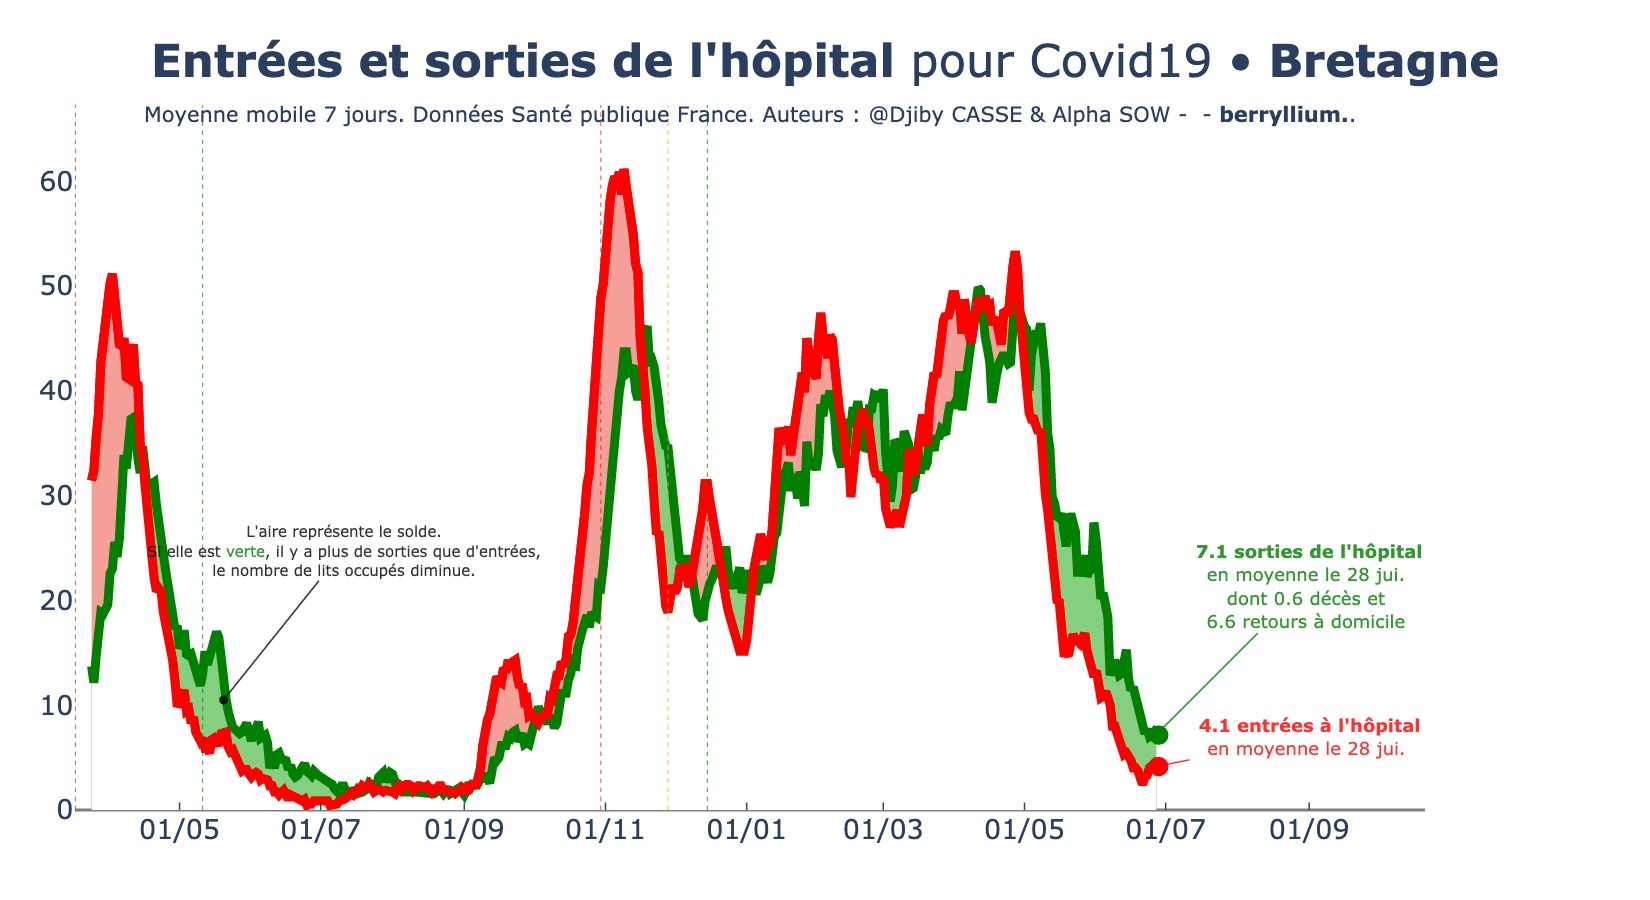 Entrées et sorties de l'hôpital pour Covid19 • Bretagne
Moyenne mobile 7 jours. Données Santé publique France. Auteurs : @Djiby CASSE & Alpha SOW -  - berryllium..
60
50
40
30
20
10
0
L'aire représente le solde.
Si elle est verte, il y a plus de sorties que d'entrées,
le nombre de lits occupés diminue.
7.1 sorties de l'hôpital
en moyenne le 28 jui.
dont 0.6 décès et
6.6 retours à domicile
4.1 entrées à l'hôpital
en moyenne le 28 jui.
01/05 01/07 01/09 01/11 01/01 01/03 01/05 01/07 01/09